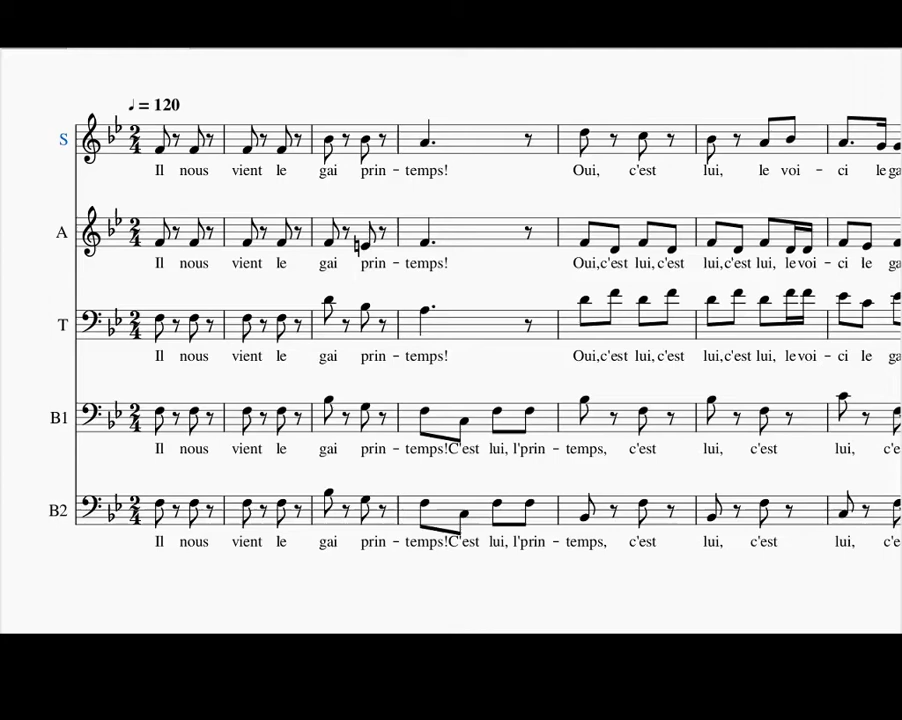 ♩ = 120
S
Il nous vient le gai prin – temps! Oui, c'est lui, le voi – ci le ga
A
Il nous vient le gai prin – temps! Oui,c'est lui, c'est lui,c'est lui, le voi – ci le ga
T
Il nous vient le gai prin – temps! Oui,c'est lui, c'est lui,c'est lui, le voi – ci le ga
B1
Il nous vient le gai prin – temps!C'est lui, l'prin – temps, c'est lui, c'est lui, c'e
B2
Il nous vient le gai prin – temps!C'est lui, l'prin – temps, c'est lui, c'est lui, c'e